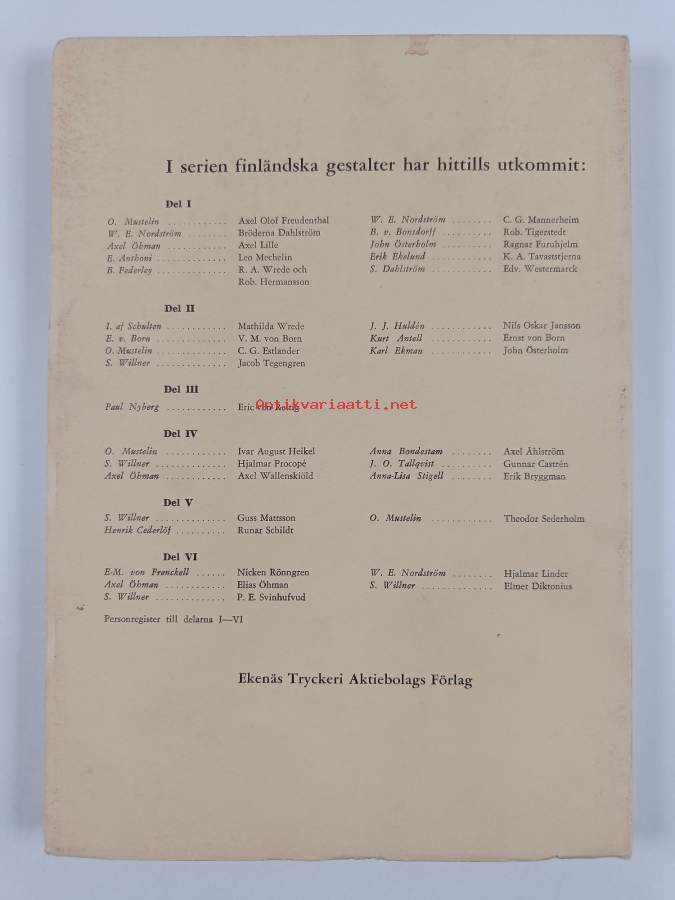 I serien finländska gestalter har hittills utkommit:
Del I
O. Mustelin ............ Axel Olof Freudenthal
W. E. Nordström ........ Bröderna Dahlström
Axel Öhman ............. Axel Lille
E. Anthoni .............. Leo Mechelin
B. Federley ............. R. A. Wrede och
Rob. Hermansson
W. E. Nordström ........ C. G. Mannerheim
B. v. Bonsdorff .......... Rob. Tigerstedt
John Österholm ......... Ragnar Furuhjelm
Erik Ekelund ............ K. A. Tavaststjerna
S. Dahlström ............ Edv. Westermarck
Del II
I. af Schulten ............ Mathilda Wrede
E. v. Born ............... V. M. von Born
O. Mustelin .............. C. G. Estlander
S. Willner ............... Jacob Tegengren
J. J. Huldén ............ Nils Oskar Jansson
Kurt Antell ............. Ernst von Born
Karl Ekman ............ John Österholm
Del III
Paul Nyberg ............ Eric von
Antikvariaatti.net
Del IV
O. Mustelin ............. Ivar August Heikel
S. Willner ............... Hjalmar Procopé
Axel Öhman ............ Axel Wallenskiöld
Anna Bondestam ....... Axel Åhlström
J. O. Tallqvist .......... Gunnar Castrén
Anna-Lisa Stigell ........ Erik Bryggman
Del V
S. Willner .............. Guss Mattsson
Henrik Cederlöf ......... Runar Schildt
O. Mustelin ............ Theodor Sederholm
Del VI
E-M. von Frenckell ...... Nicken Rönngren
Axel Öhman ............ Elias Öhman
S. Willner .............. P. E. Svinhufvud
W. E. Nordström ........ Hjalmar Linder
S. Willner .............. Elmer Diktonius
Personregister till delarna I—VI
Ekenäs Tryckeri Aktiebolags Förlag